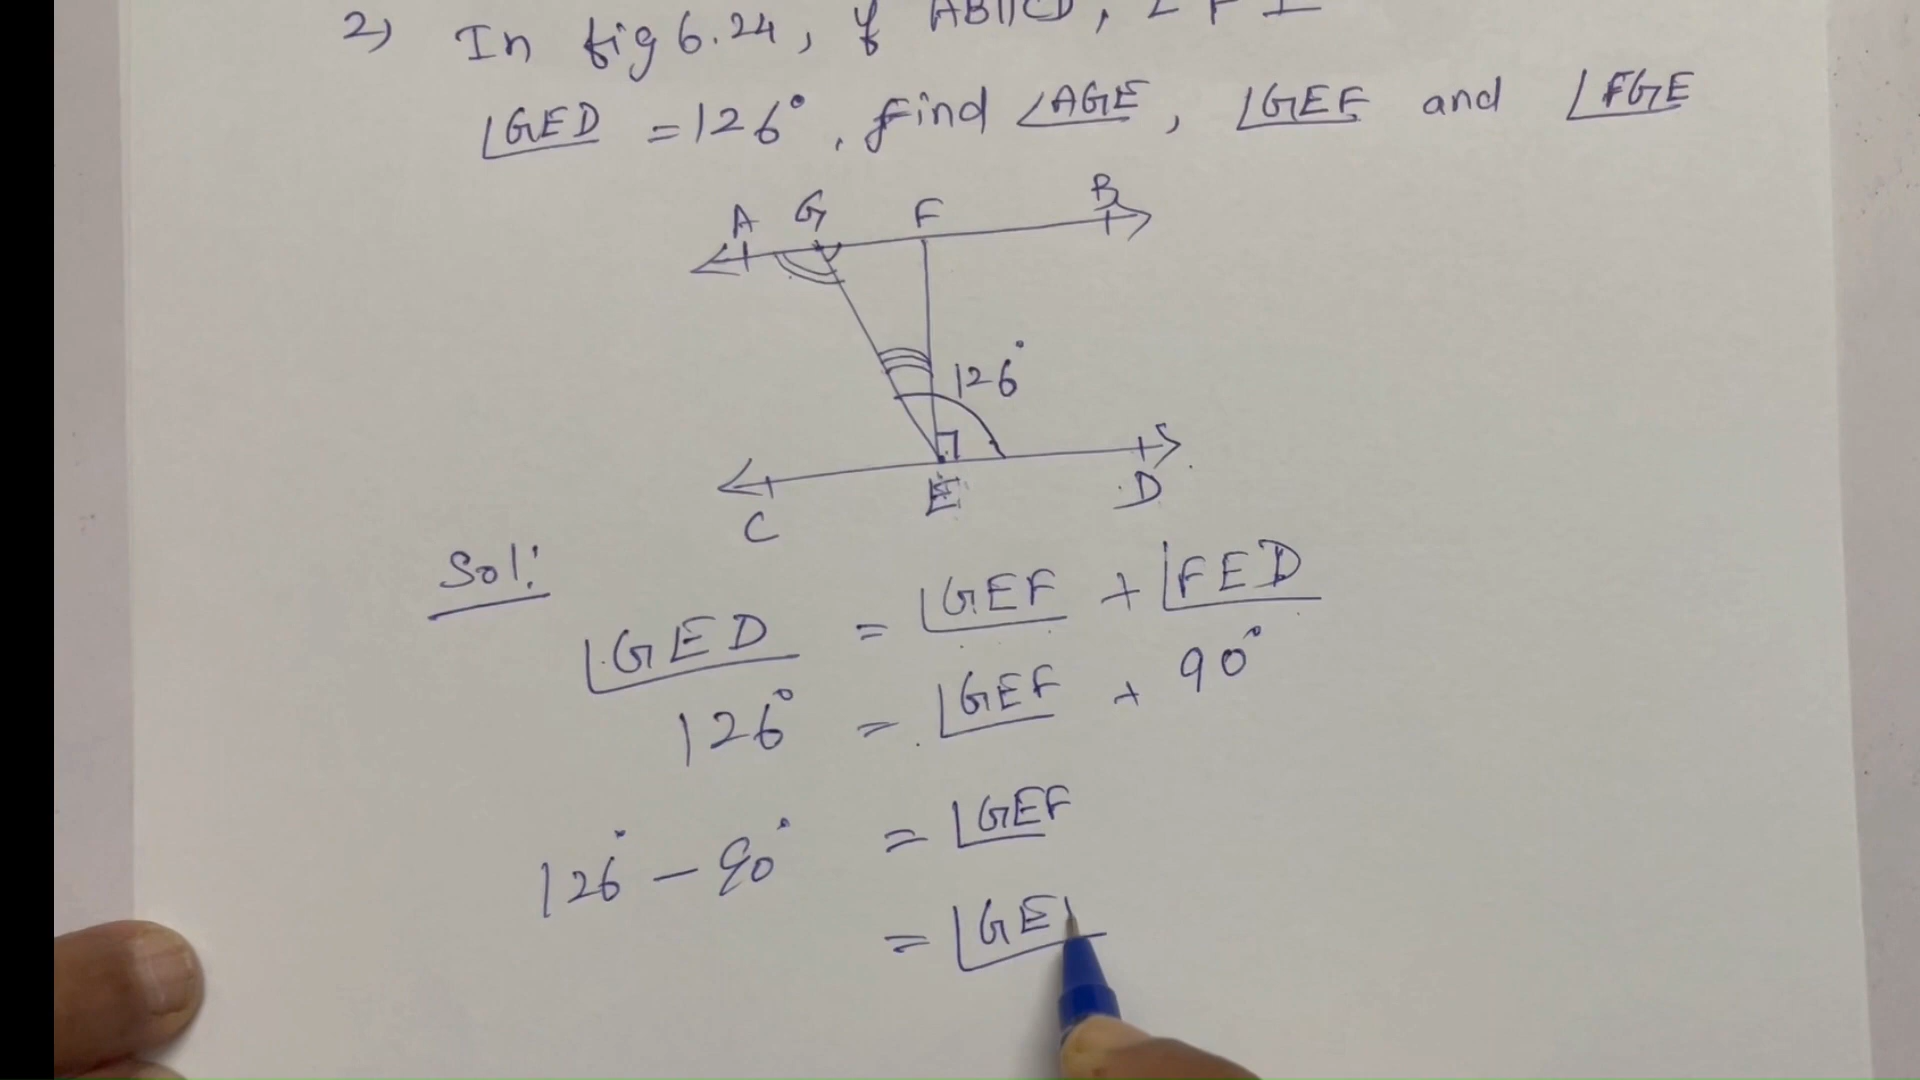 2) In fig 6.24, if AB||CD,
∠GED = 126°, find ∠AGE, ∠GEF and ∠FGE
A G F B
126°
C E D
Sol:
∠GED = ∠GEF + ∠FED
126° = ∠GEF + 90°
126° - 90° = ∠GEF
= ∠GE